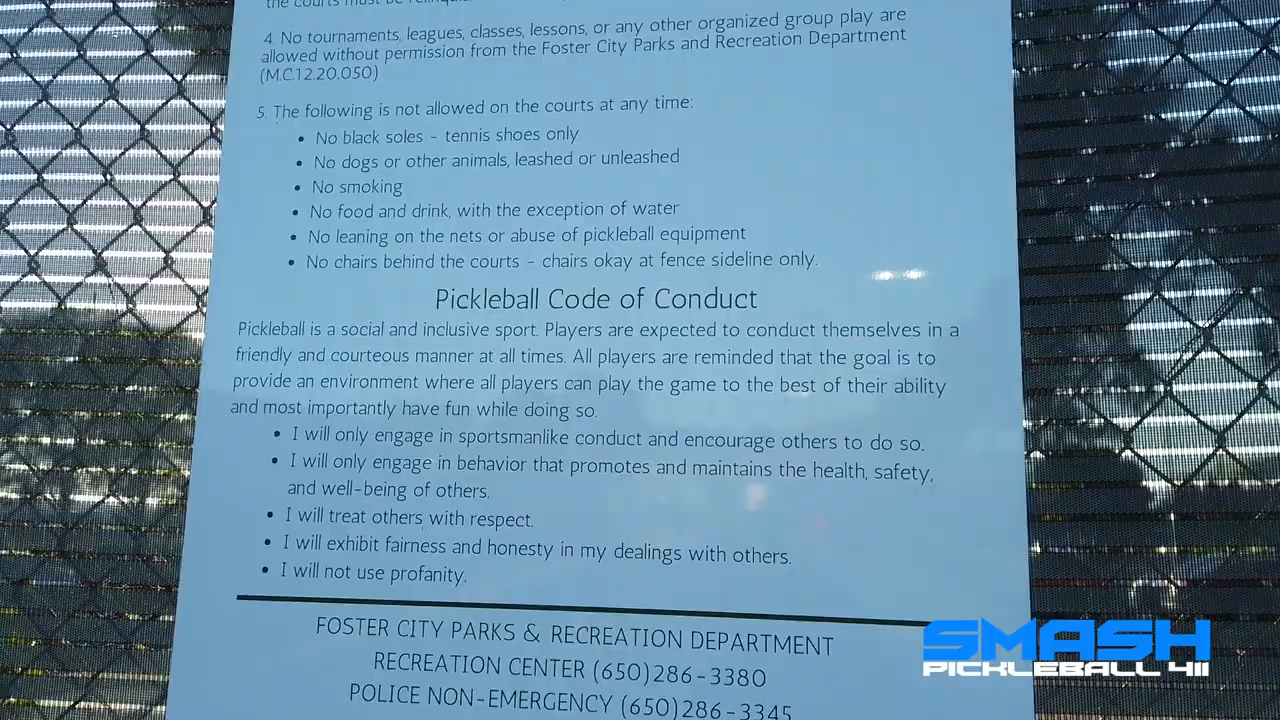 the courts must be
4. No tournaments, leagues, classes, lessons, or any other organized group play are
allowed without permission from the Foster City Parks and Recreation Department
(M.C.12.20.050)
5. The following is not allowed on the courts at any time:
• No black soles - tennis shoes only
• No dogs or other animals, leashed or unleashed
• No smoking
• No food and drink, with the exception of water
• No leaning on the nets or abuse of pickleball equipment
• No chairs behind the courts - chairs okay at fence sideline only.
Pickleball Code of Conduct
Pickleball is a social and inclusive sport. Players are expected to conduct themselves in a
friendly and courteous manner at all times. All players are reminded that the goal is to
provide an environment where all players can play the game to the best of their ability
and most importantly have fun while doing so.
• I will only engage in sportsmanlike conduct and encourage others to do so.
• I will only engage in behavior that promotes and maintains the health, safety,
and well-being of others.
• I will treat others with respect.
• I will exhibit fairness and honesty in my dealings with others.
• I will not use profanity.
FOSTER CITY PARKS & RECREATION DEPARTMENT
RECREATION CENTER (650)286-3380
POLICE NON-EMERGENCY (650)286-3345
SMASH
PICKLEBALL 411